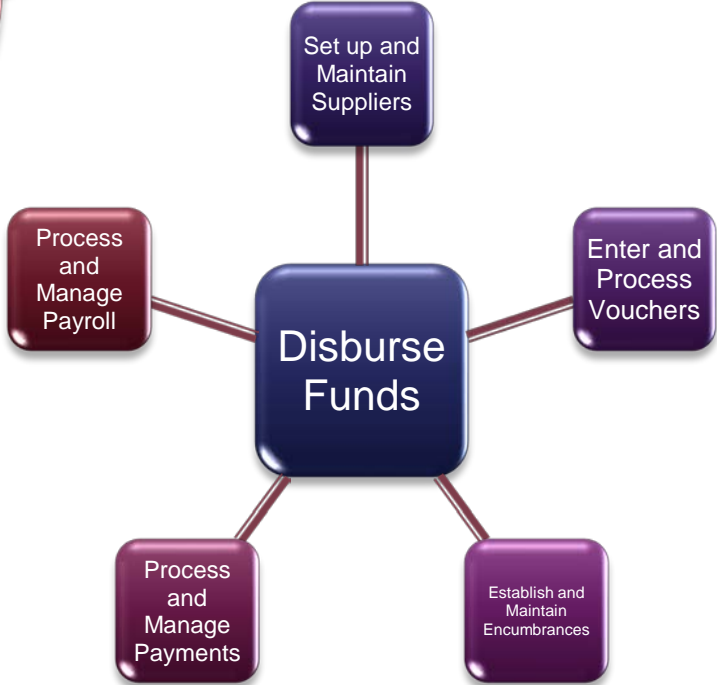 Set up and
Maintain
Suppliers
Process
and
Manage
Payroll
Enter and
Process
Vouchers
Disburse
Funds
Process
and
Manage
Payments
Establish and
Maintain
Encumbrances